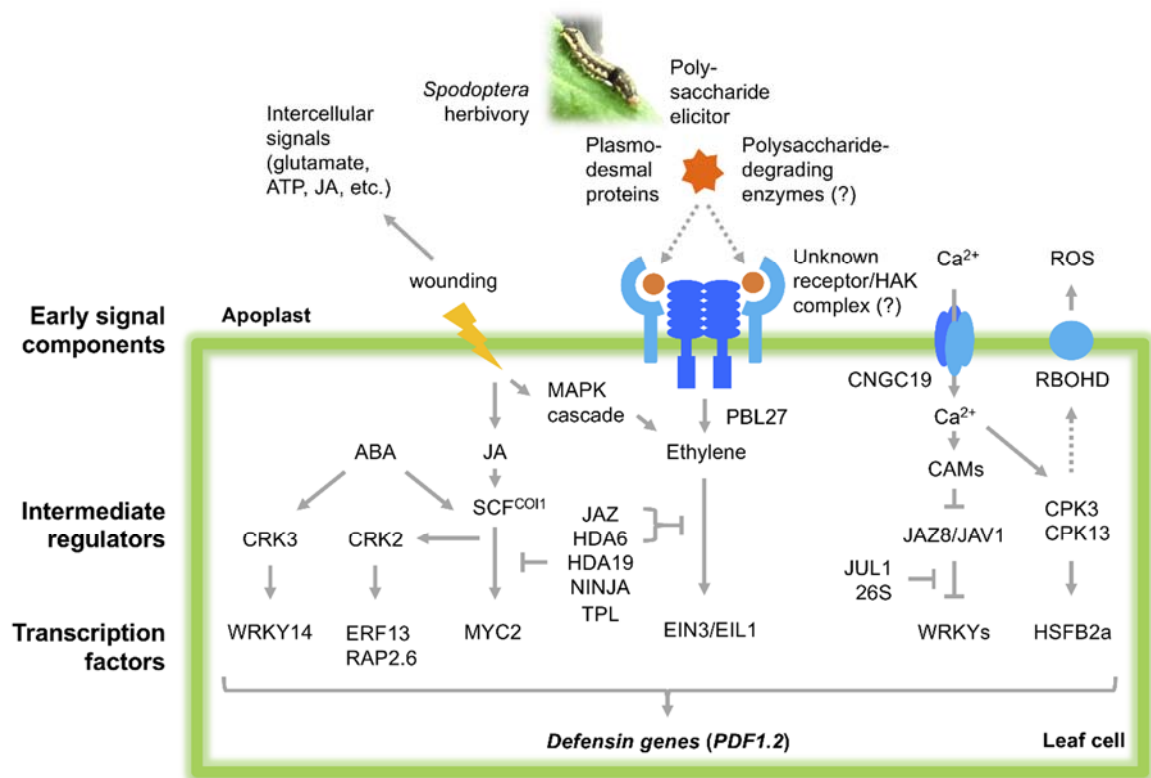 Spodoptera
herbivory
Poly-
saccharide
elicitor
Intercellular
signals
(glutamate,
ATP, JA, etc.)
Plasmo-
desmal
proteins
Polysaccharide-
degrading
enzymes (?)
wounding
Unknown
receptor/HAK
complex (?)
Ca²⁺
ROS
Early signal
components
Apoplast
MAPK
cascade
PBL27
CNGC19
RBOHD
Ca²⁺
ABA
JA
Ethylene
CAMs
Intermediate
regulators
SCF^COI1
CRK3
CRK2
JAZ
HDA6
HDA19
NINJA
TPL
JAZ8/JAV1
CPK3
CPK13
JUL1
26S
Transcription
factors
WRKY14
ERF13
RAP2.6
MYC2
EIN3/EIL1
WRKYs
HSFB2a
Defensin genes (PDF1.2)
Leaf cell